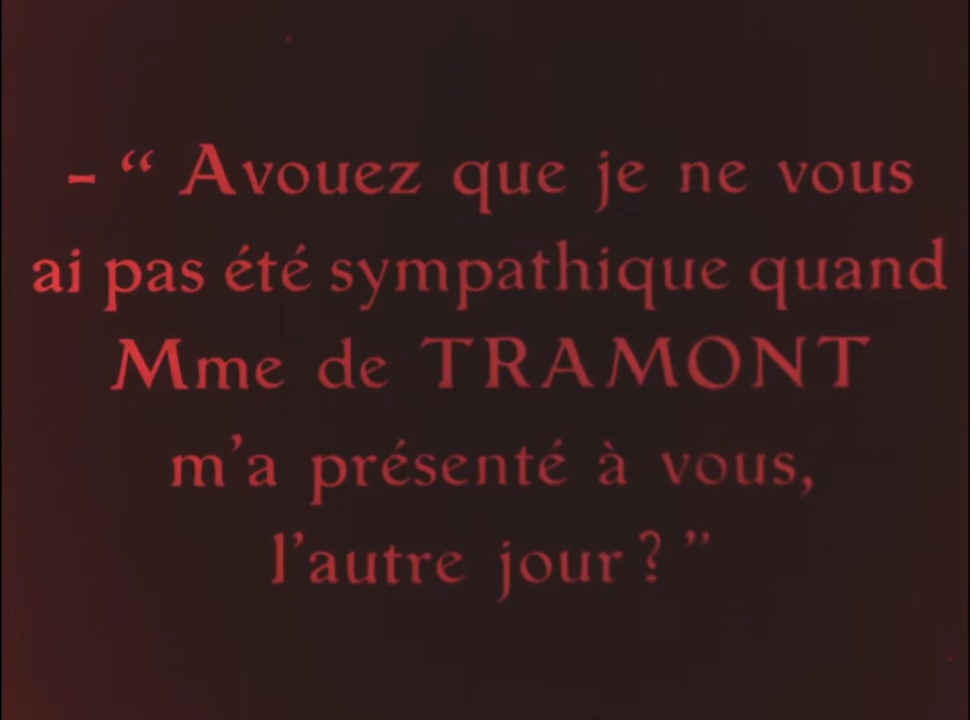 - “ Avouez que je ne vous
ai pas été sympathique quand
Mme de TRAMONT
m’a présenté à vous,
l’autre jour ? ”